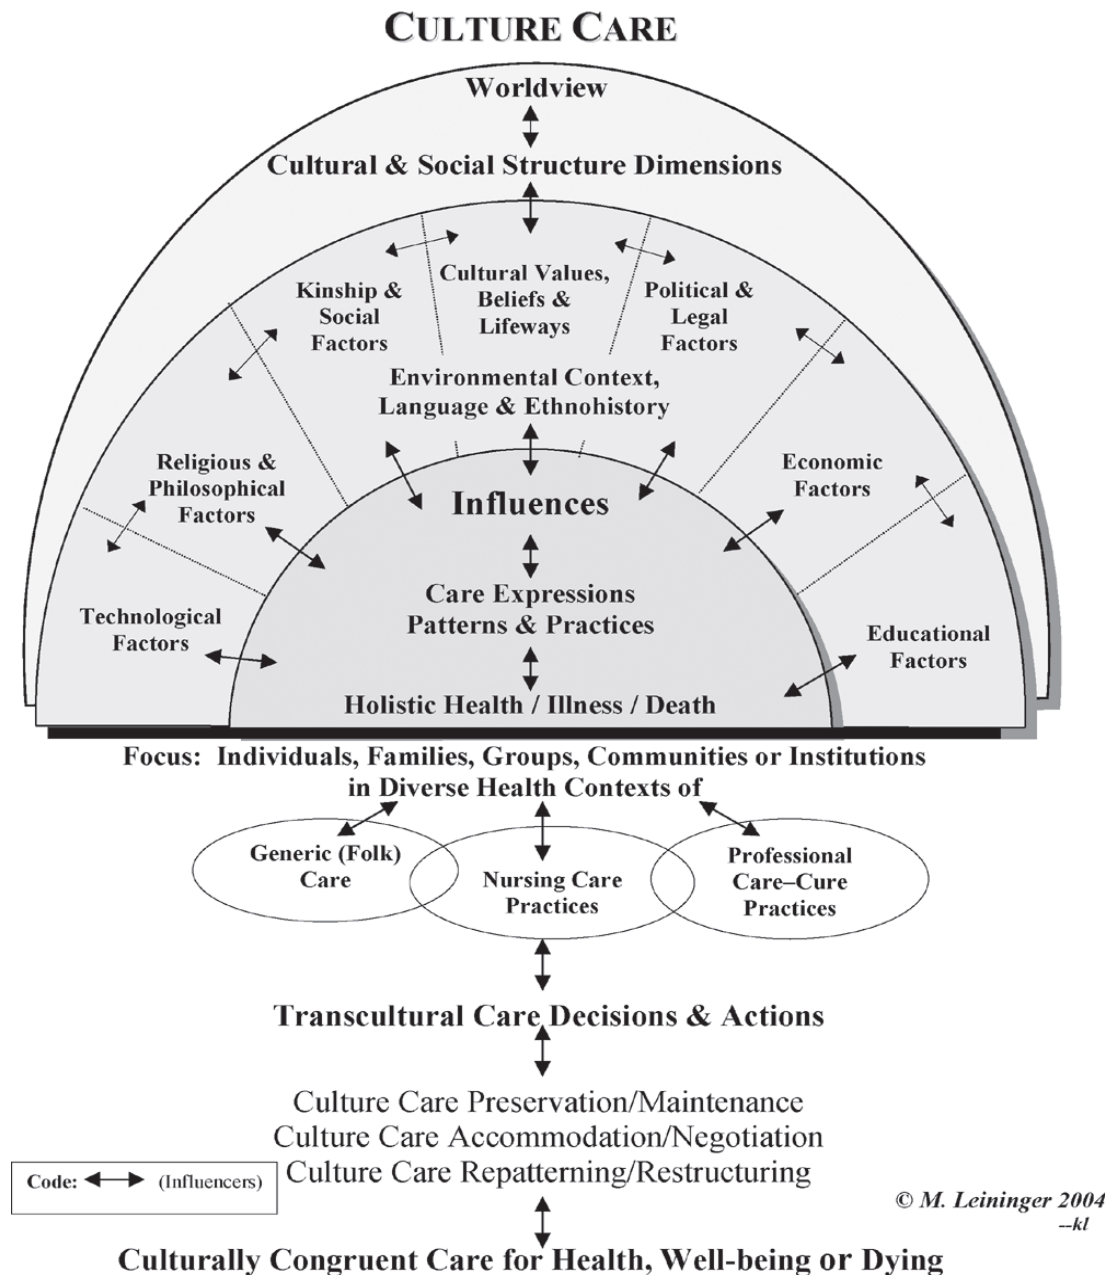 CULTURE CARE
Worldview
Cultural & Social Structure Dimensions
Cultural Values,
Beliefs &
Lifeways
Kinship &
Social
Factors
Political &
Legal
Factors
Environmental Context,
Language & Ethnohistory
Religious &
Philosophical
Factors
Economic
Factors
Influences
Technological
Factors
Care Expressions
Patterns & Practices
Educational
Factors
Holistic Health / Illness / Death
Focus: Individuals, Families, Groups, Communities or Institutions
in Diverse Health Contexts of
Generic (Folk)
Care
Nursing Care
Practices
Professional
Care–Cure
Practices
Transcultural Care Decisions & Actions
Culture Care Preservation/Maintenance
Culture Care Accommodation/Negotiation
Culture Care Repatterning/Restructuring
Code: (Influencers)
© M. Leininger 2004
--kl
Culturally Congruent Care for Health, Well-being or Dying